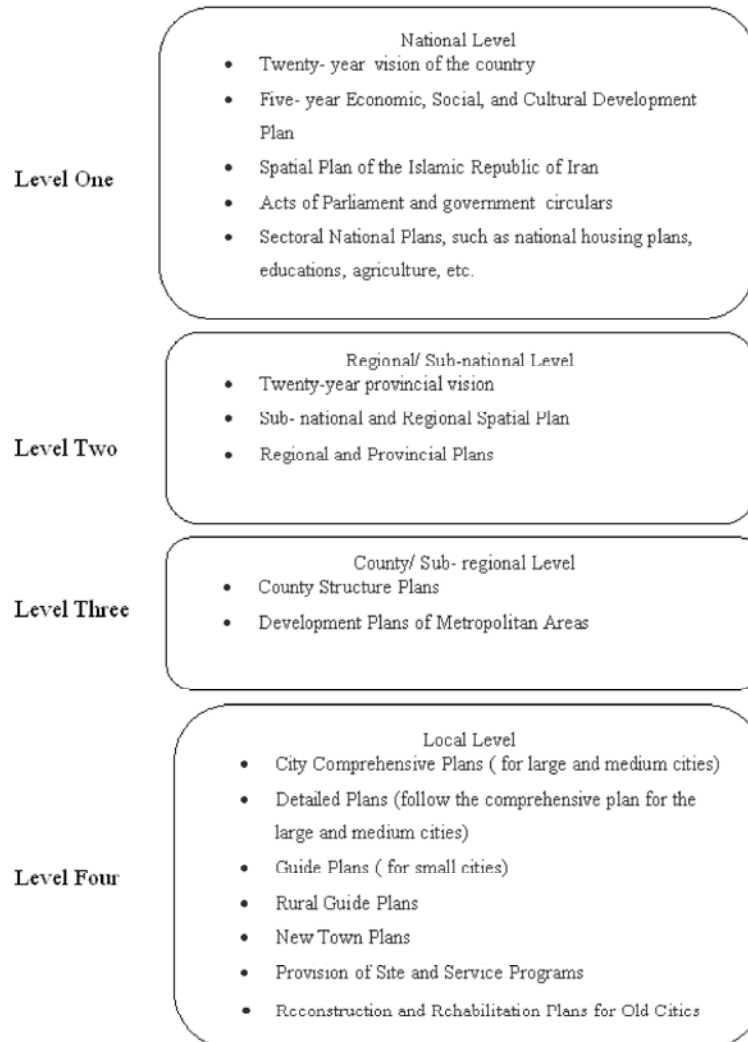 Level One
National Level
• Twenty- year vision of the country
• Five- year Economic, Social, and Cultural Development
Plan
• Spatial Plan of the Islamic Republic of Iran
• Acts of Parliament and government circulars
• Sectoral National Plans, such as national housing plans,
educations, agriculture, etc.
Level Two
Regional/ Sub-national Level
• Twenty-year provincial vision
• Sub- national and Regional Spatial Plan
• Regional and Provincial Plans
Level Three
County/ Sub- regional Level
• County Structure Plans
• Development Plans of Metropolitan Areas
Level Four
Local Level
• City Comprehensive Plans ( for large and medium cities)
• Detailed Plans (follow the comprehensive plan for the
large and medium cities)
• Guide Plans ( for small cities)
• Rural Guide Plans
• New Town Plans
• Provision of Site and Service Programs
• Reconstruction and Rehabilitation Plans for Old Cities